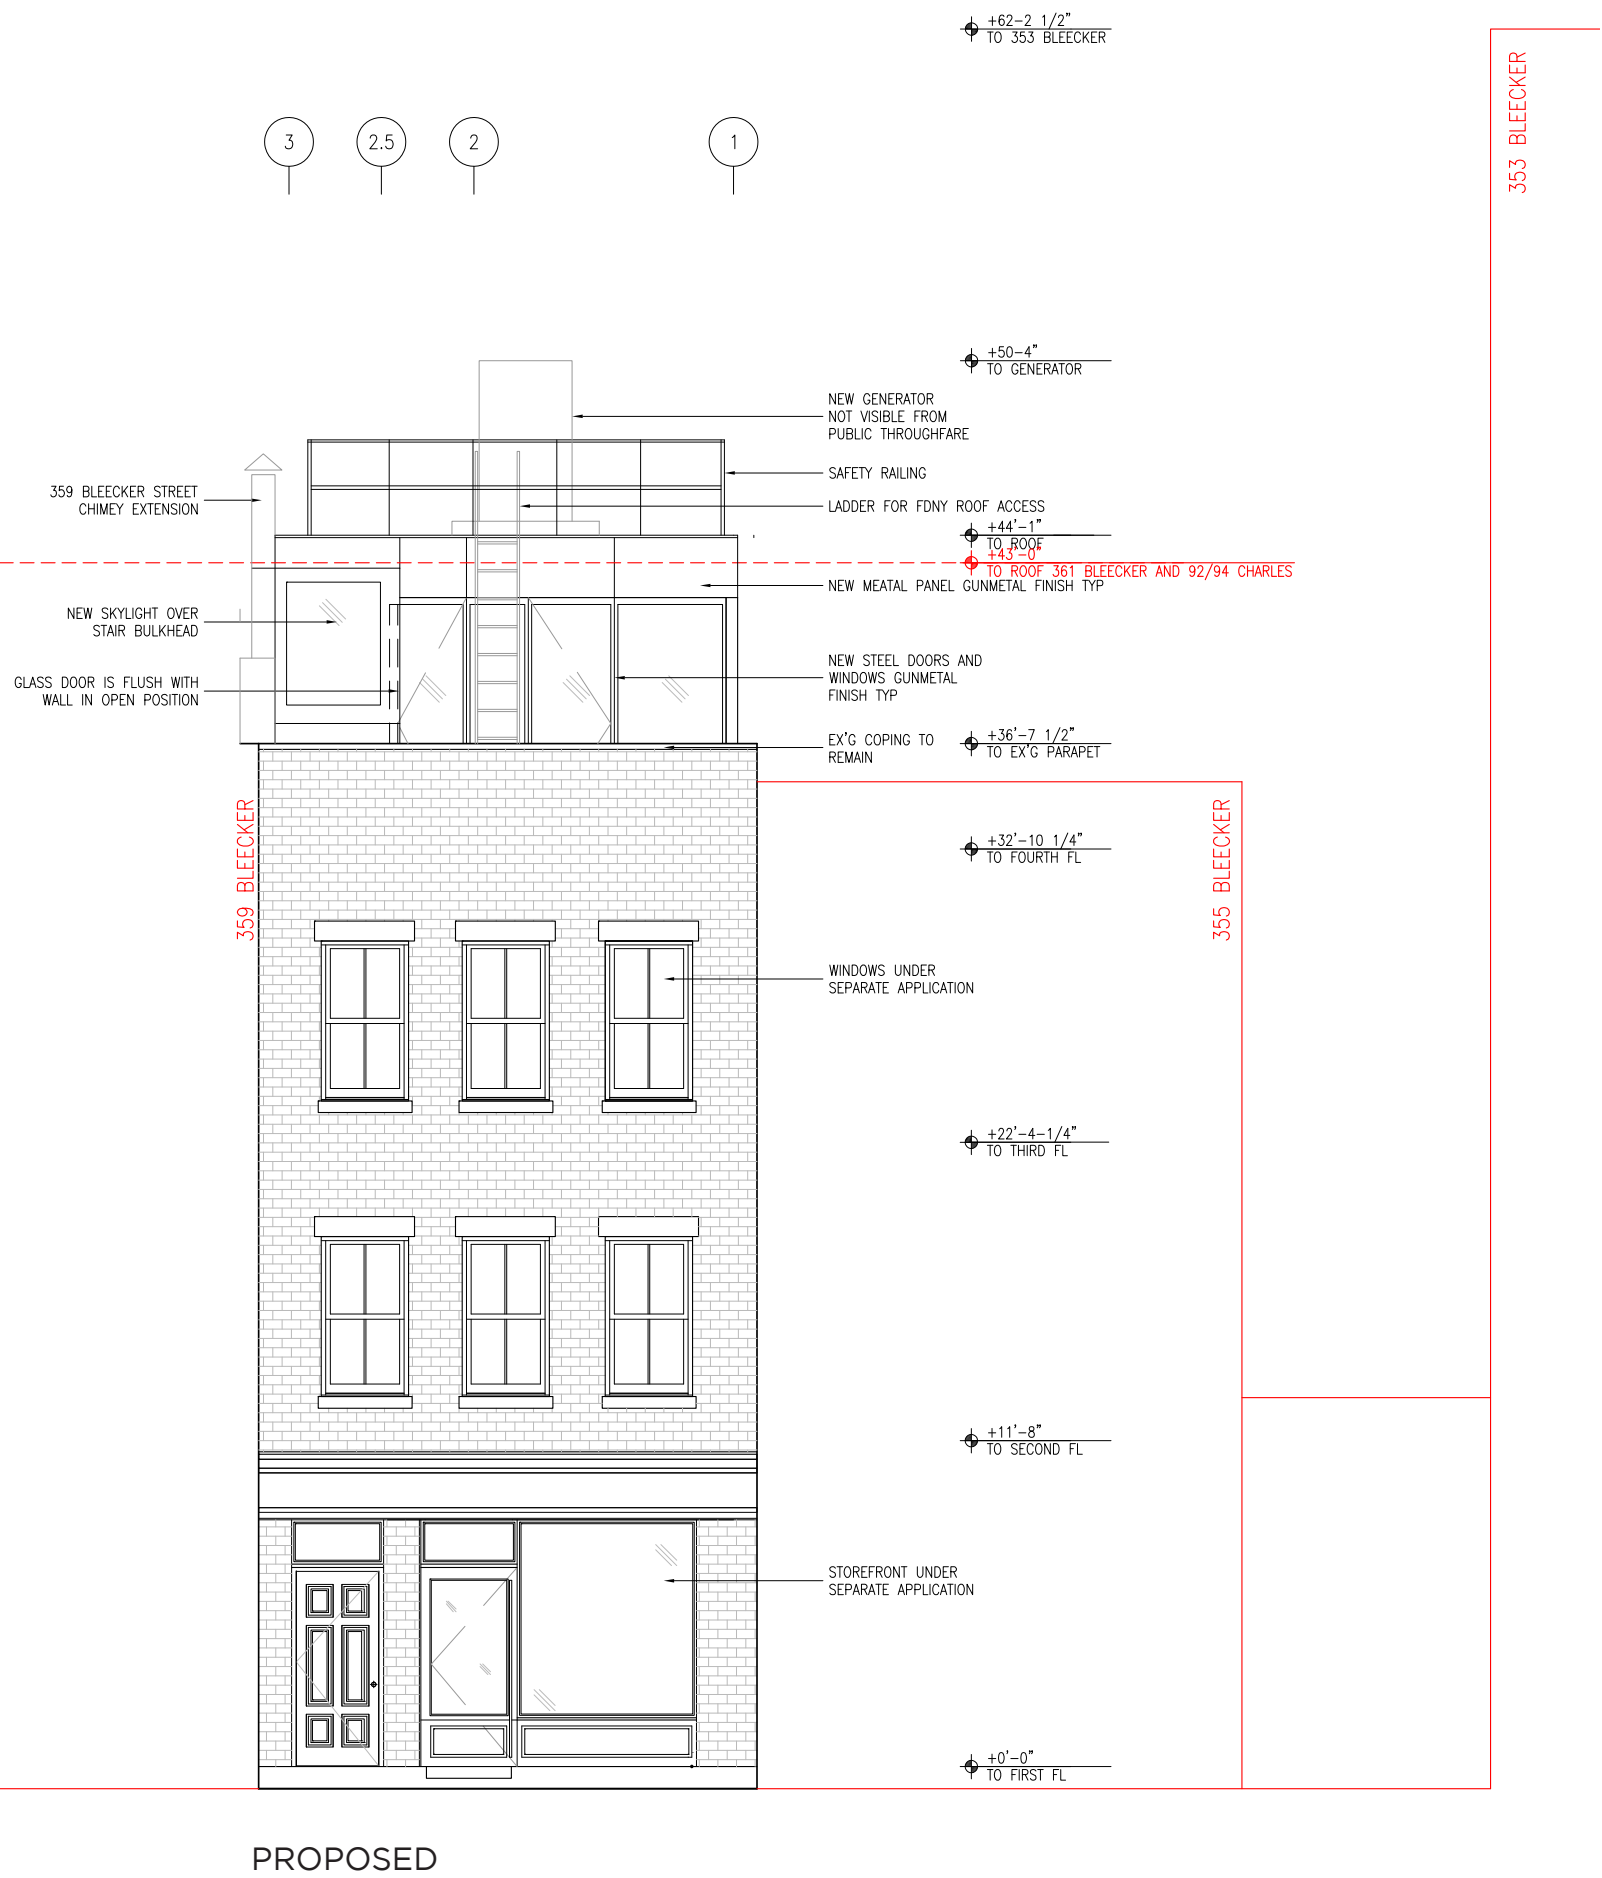 +62-2 1/2"
TO 353 BLEECKER
353 BLEECKER
3
2.5
2
1
+50-4"
TO GENERATOR
NEW GENERATOR
NOT VISIBLE FROM
PUBLIC THROUGHFARE
SAFETY RAILING
359 BLEECKER STREET
CHIMEY EXTENSION
LADDER FOR FDNY ROOF ACCESS
+44'-1"
TO ROOF
+43'-0"
TO ROOF 361 BLEECKER AND 92/94 CHARLES
NEW MEATAL PANEL GUNMETAL FINISH TYP
NEW SKYLIGHT OVER
STAIR BULKHEAD
NEW STEEL DOORS AND
WINDOWS GUNMETAL
FINISH TYP
GLASS DOOR IS FLUSH WITH
WALL IN OPEN POSITION
EX'G COPING TO
REMAIN
+36'-7 1/2"
TO EX'G PARAPET
359 BLEECKER
355 BLEECKER
+32'-10 1/4"
TO FOURTH FL
WINDOWS UNDER
SEPARATE APPLICATION
+22'-4-1/4"
TO THIRD FL
+11'-8"
TO SECOND FL
STOREFRONT UNDER
SEPARATE APPLICATION
+0'-0"
TO FIRST FL
PROPOSED